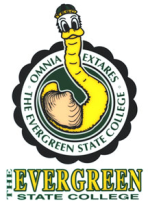 OMNIA EXTARES
· THE EVERGREEN STATE COLLEGE ·
THE EVERGREEN
STATE COLLEGE